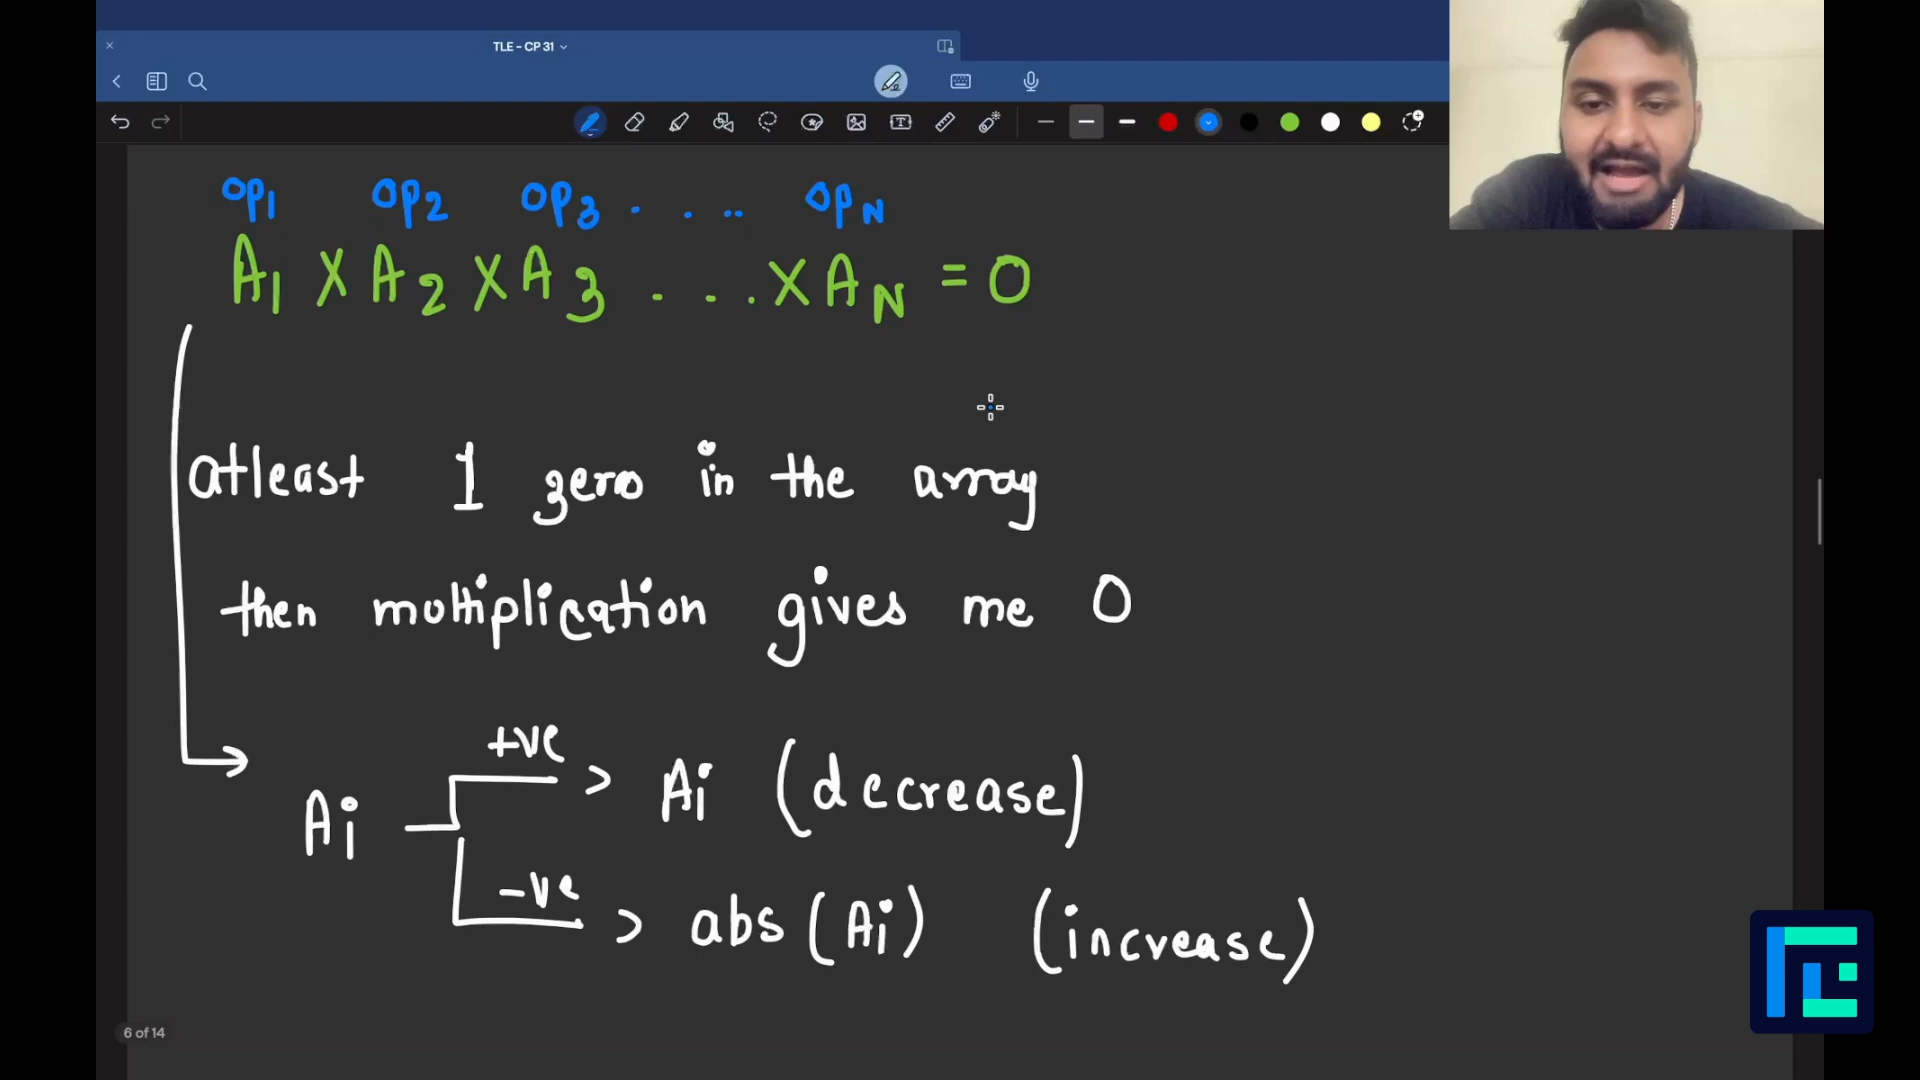 TLE - CP 31
op1 op2 op3 . . .. opN
A1 X A2 X A3 . . . X AN = 0
atleast 1 zero in the array
then multiplication gives me 0
+ve
Ai > Ai (decrease)
-ve
> abs (Ai) (increase)
6 of 14